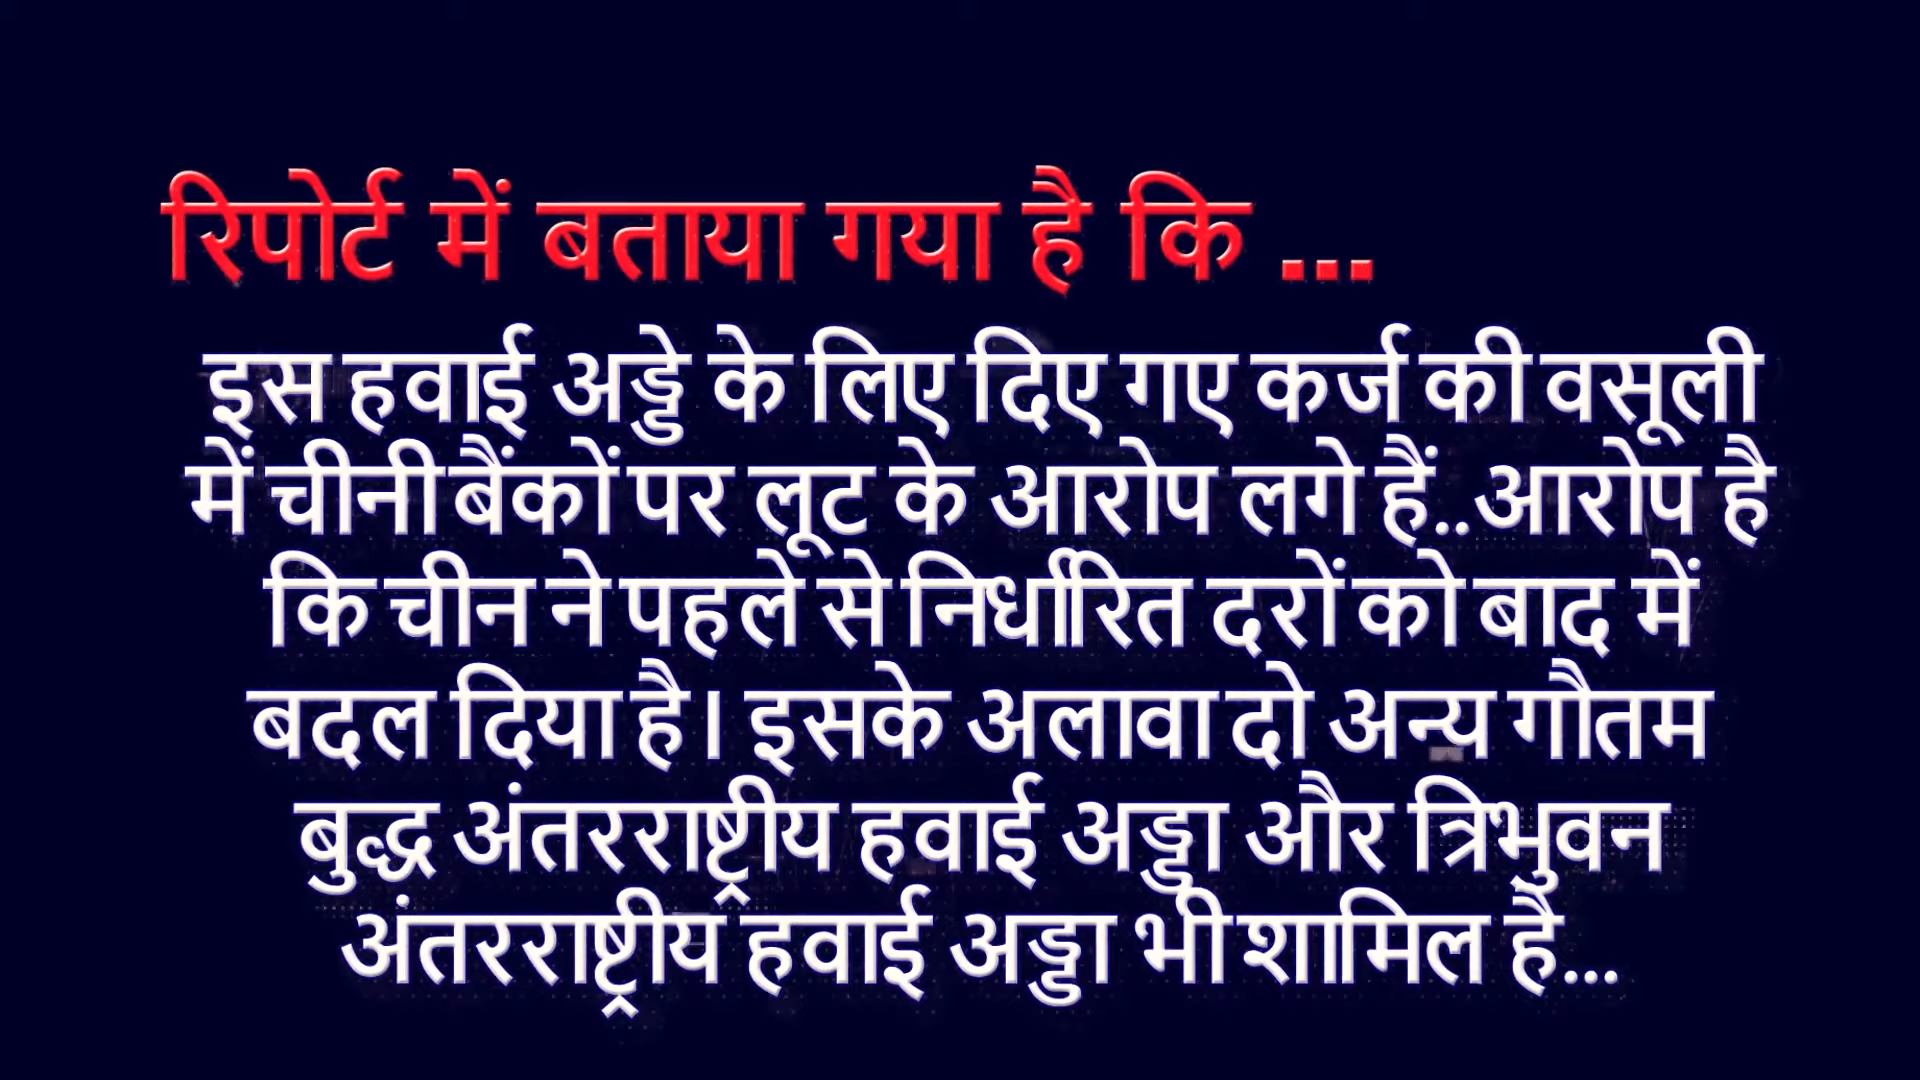 रिपोर्ट में बताया गया है कि ...
इस हवाई अड्डे के लिए दिए गए कर्ज की वसूली
में चीनी बैंकों पर लूट के आरोप लगे हैं..आरोप है
कि चीन ने पहले से निर्धारित दरों को बाद में
बदल दिया है। इसके अलावा दो अन्य गौतम
बुद्ध अंतरराष्ट्रीय हवाई अड्डा और त्रिभुवन
अंतरराष्ट्रीय हवाई अड्डा भी शामिल है...